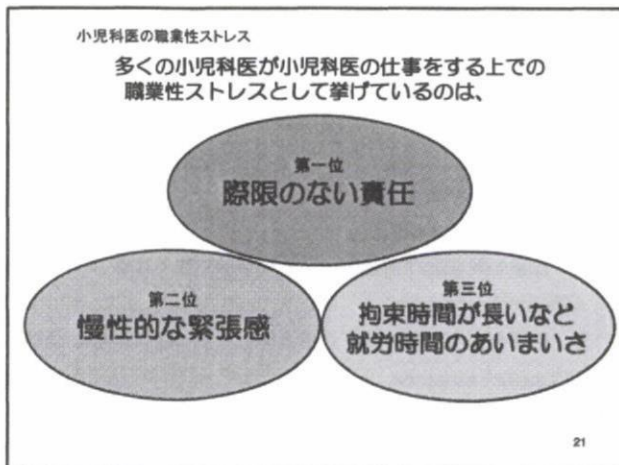 小児科医の職業性ストレス
多くの小児科医が小児科医の仕事をする上での
職業性ストレスとして挙げているのは、
第一位
際限のない責任
第二位
慢性的な緊張感
第三位
拘束時間が長いなど
就労時間のあいまいさ
21